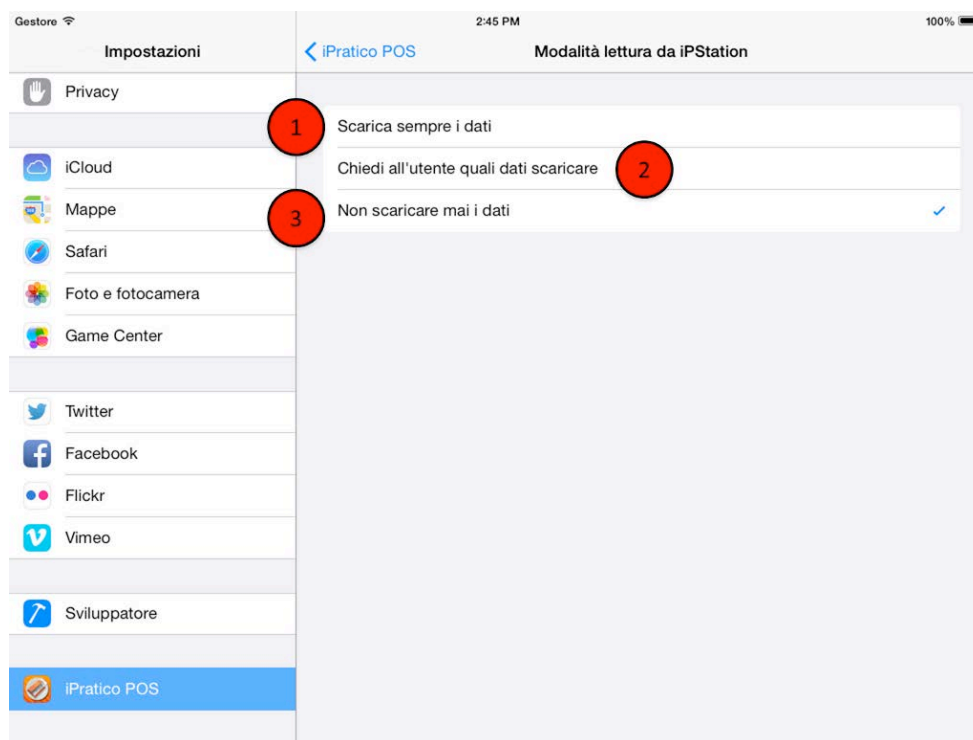 Gestore 2:45 PM 100%
Impostazioni
iPratico POS Modalità lettura da iPStation
Privacy
iCloud
Mappe
Safari
Foto e fotocamera
Game Center
Twitter
Facebook
Flickr
Vimeo
Sviluppatore
iPratico POS
1 Scarica sempre i dati
Chiedi all'utente quali dati scaricare 2
3 Non scaricare mai i dati